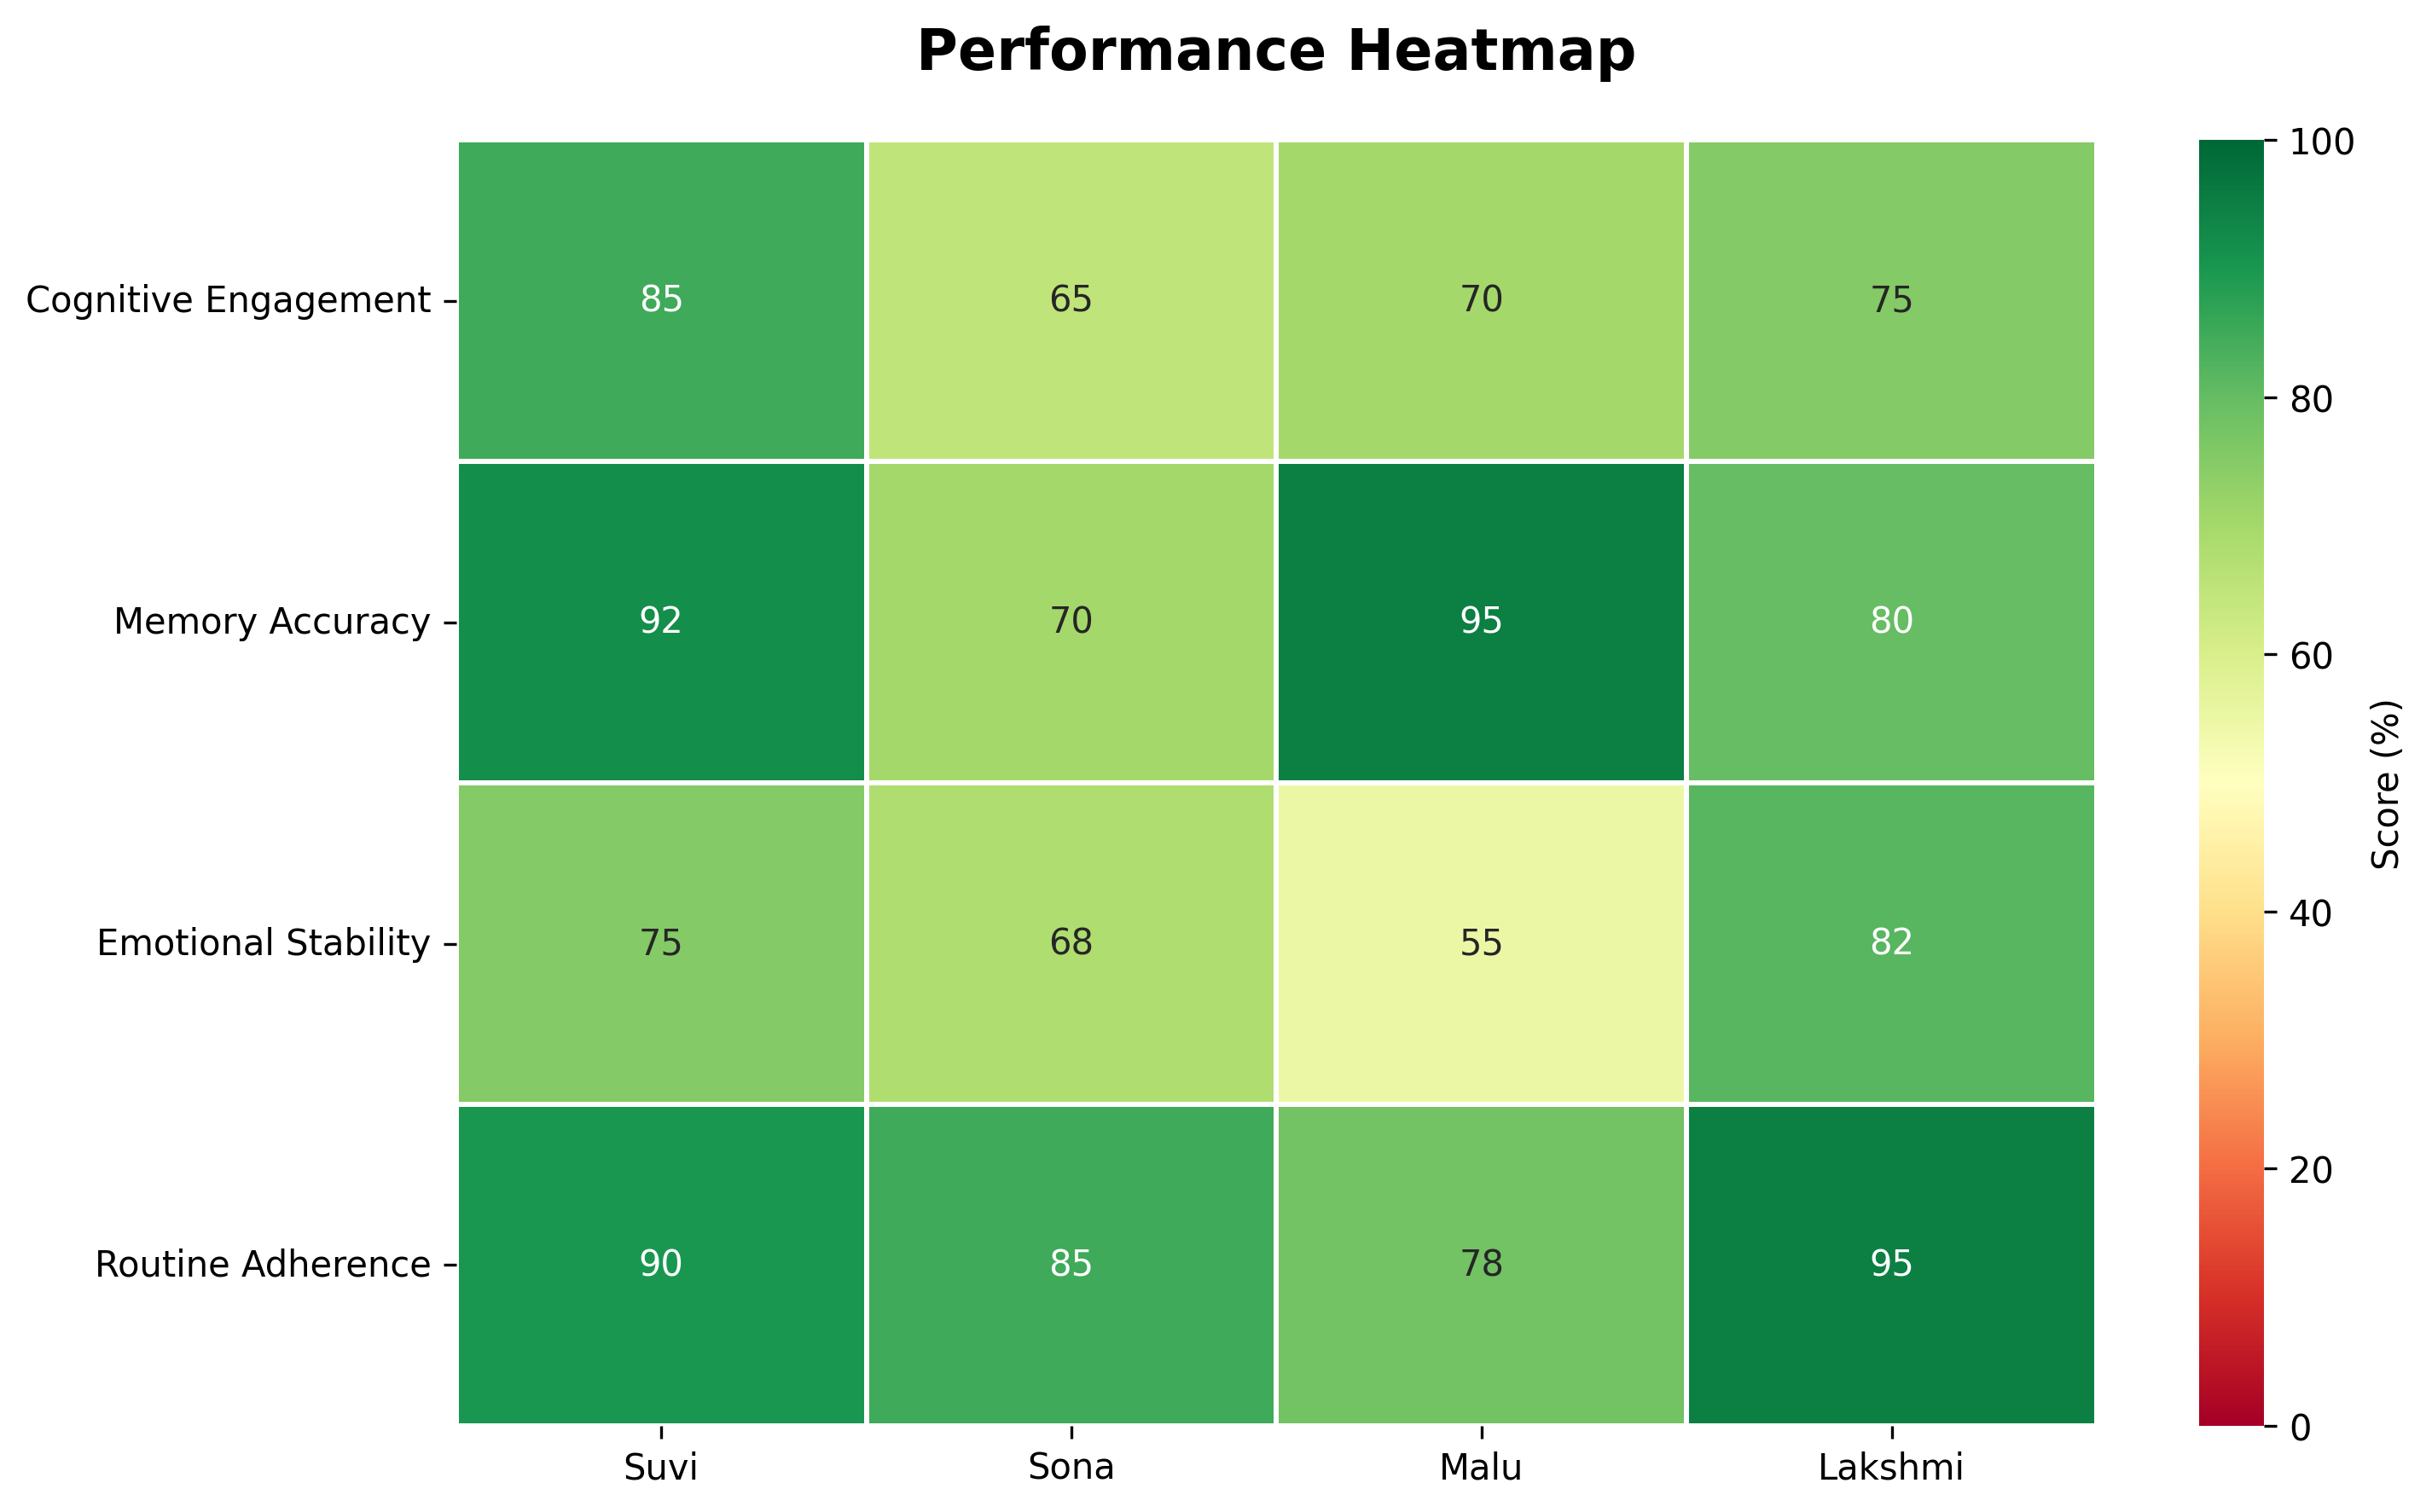 Performance Heatmap
Cognitive Engagement 85 65 70 75
Memory Accuracy 92 70 95 80
Emotional Stability 75 68 55 82
Routine Adherence 90 85 78 95
Suvi Sona Malu Lakshmi
100
80
60
40
20
0
Score (%)